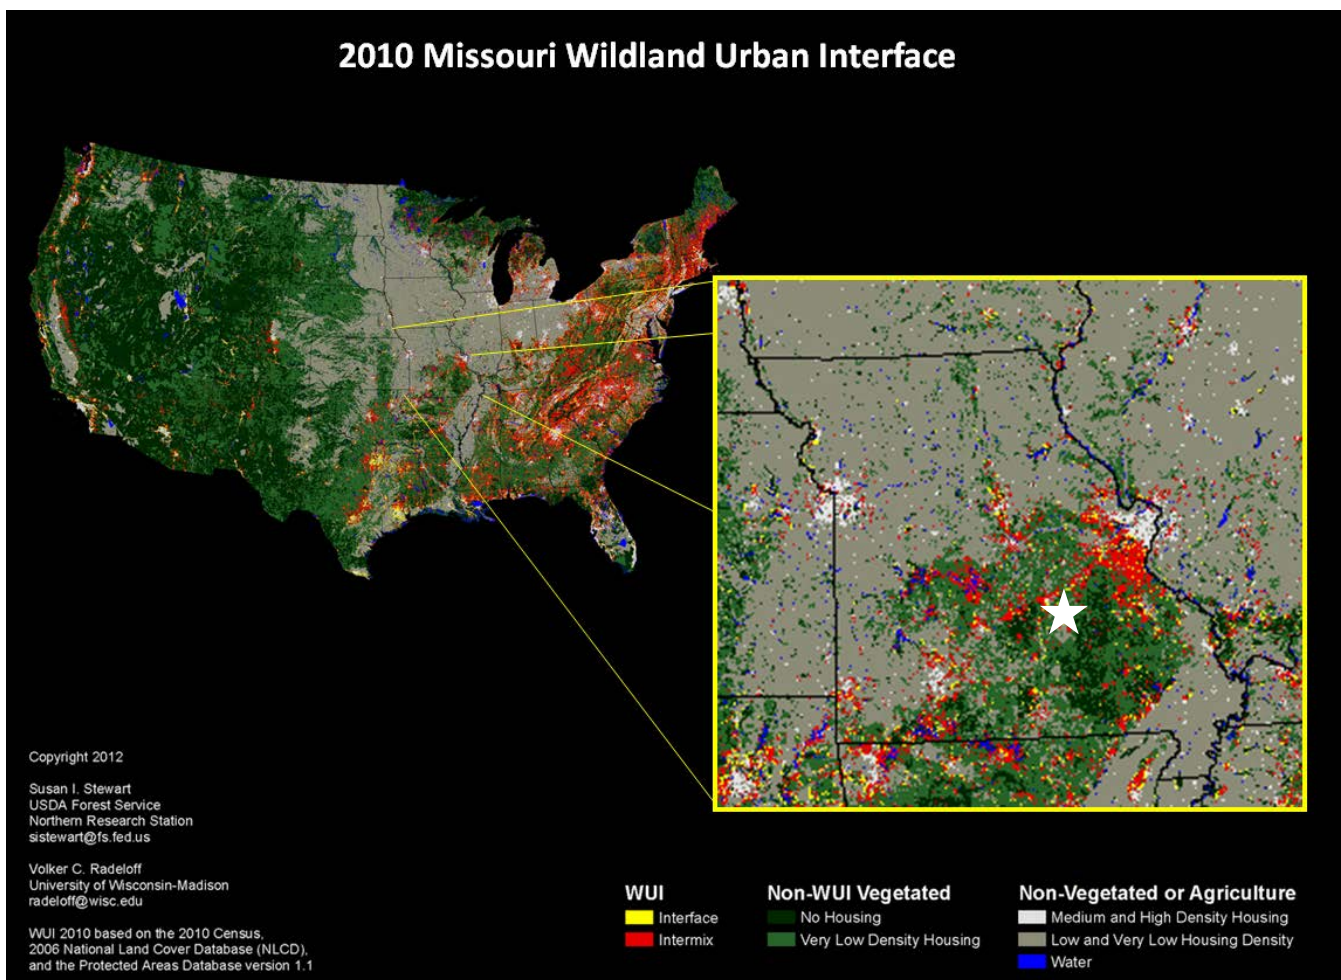 2010 Missouri Wildland Urban Interface
Copyright 2012
Susan I. Stewart
USDA Forest Service
Northern Research Station
sistewart@fs.fed.us
Volker C. Radeloff
University of Wisconsin-Madison
radeloff@wisc.edu
WUI 2010 based on the 2010 Census,
2006 National Land Cover Database (NLCD),
and the Protected Areas Database version 1.1
WUI
Interface
Intermix
Non-WUI Vegetated
No Housing
Very Low Density Housing
Non-Vegetated or Agriculture
Medium and High Density Housing
Low and Very Low Housing Density
Water